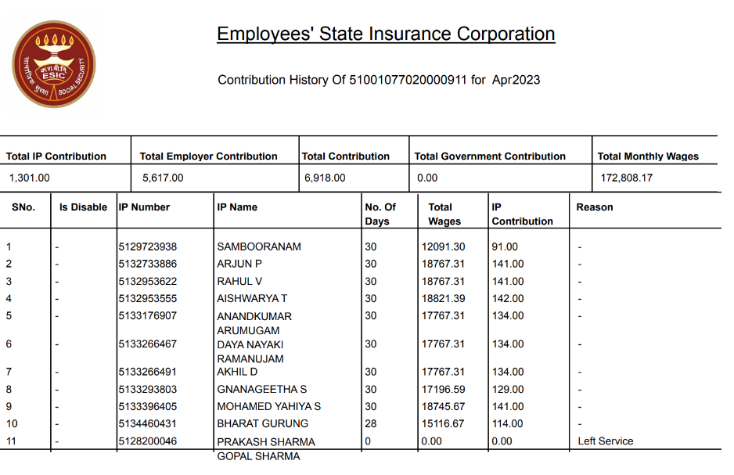 Employees' State Insurance Corporation
ESIC
SOCIAL SECURITY
Contribution History Of 51001077020000911 for Apr2023
Total IP Contribution Total Employer Contribution Total Contribution Total Government Contribution Total Monthly Wages
1,301.00 5,617.00 6,918.00 0.00 172,808.17
SNo. Is Disable IP Number IP Name No. Of Days Total Wages IP Contribution Reason
1 - 5129723938 SAMBOORANAM 30 12091.30 91.00 -
2 - 5132733886 ARJUN P 30 18767.31 141.00 -
3 - 5132953622 RAHUL V 30 18767.31 141.00 -
4 - 5132953555 AISHWARYA T 30 18821.39 142.00 -
5 - 5133176907 ANANDKUMAR ARUMUGAM 30 17767.31 134.00 -
6 - 5133266467 DAYA NAYAKI RAMANUJAM 30 17767.31 134.00 -
7 - 5133266491 AKHIL D 30 17767.31 134.00 -
8 - 5133293803 GNANAGEETHA S 30 17196.59 129.00 -
9 - 5133396405 MOHAMED YAHIYA S 30 18745.67 141.00 -
10 - 5134460431 BHARAT GURUNG 28 15116.67 114.00 -
11 - 5128200046 PRAKASH SHARMA GOPAL SHARMA 0 0.00 0.00 Left Service